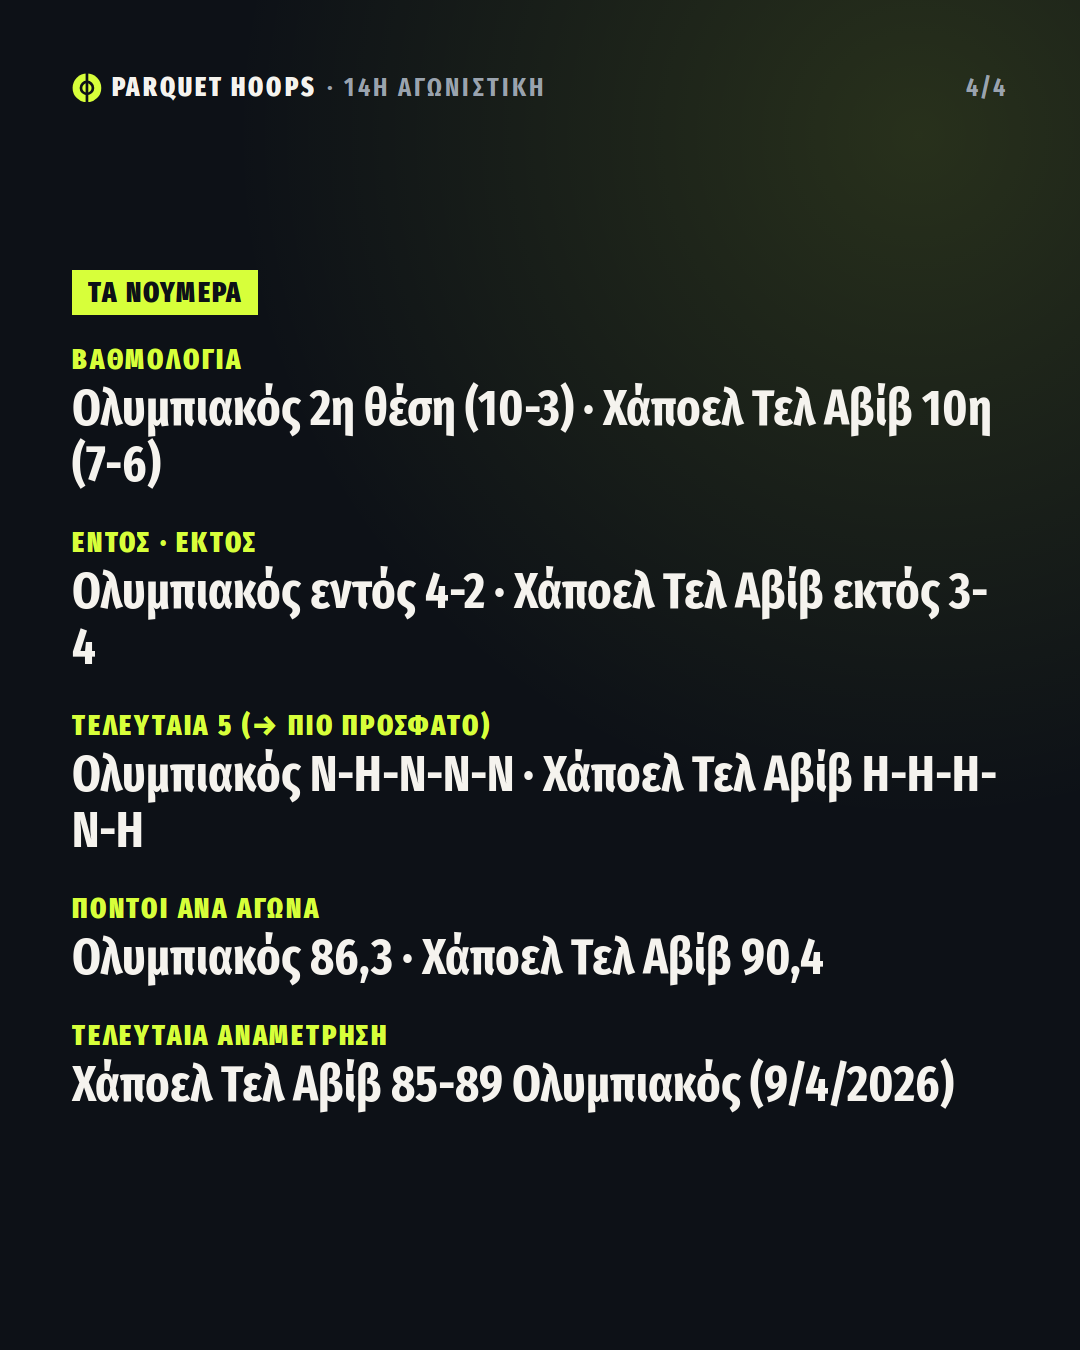 PARQUET HOOPS · 14Η ΑΓΩΝΙΣΤΙΚΗ
4/4
ΤΑ ΝΟΥΜΕΡΑ
ΒΑΘΜΟΛΟΓΙΑ
Ολυμπιακός 2η θέση (10-3) · Χάποελ Τελ Αβίβ 10η
(7-6)
ΕΝΤΟΣ · ΕΚΤΟΣ
Ολυμπιακός εντός 4-2 · Χάποελ Τελ Αβίβ εκτός 3-
4
ΤΕΛΕΥΤΑΙΑ 5 (→ ΠΙΟ ΠΡΟΣΦΑΤΟ)
Ολυμπιακός Ν-Η-Ν-Ν-Ν · Χάποελ Τελ Αβίβ Η-Η-Η-
Ν-Η
ΠΟΝΤΟΙ ΑΝΑ ΑΓΩΝΑ
Ολυμπιακός 86,3 · Χάποελ Τελ Αβίβ 90,4
ΤΕΛΕΥΤΑΙΑ ΑΝΑΜΕΤΡΗΣΗ
Χάποελ Τελ Αβίβ 85-89 Ολυμπιακός (9/4/2026)